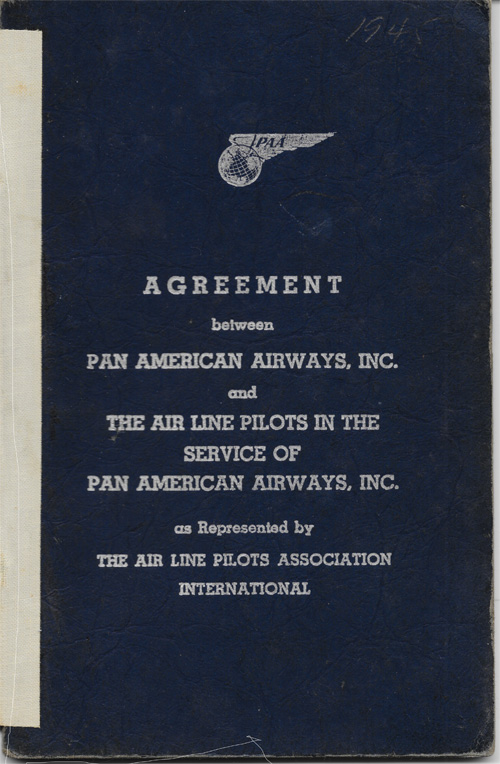 1945
PAA
AGREEMENT
between
PAN AMERICAN AIRWAYS, INC.
and
THE AIR LINE PILOTS IN THE
SERVICE OF
PAN AMERICAN AIRWAYS, INC.
as Represented by
THE AIR LINE PILOTS ASSOCIATION
INTERNATIONAL